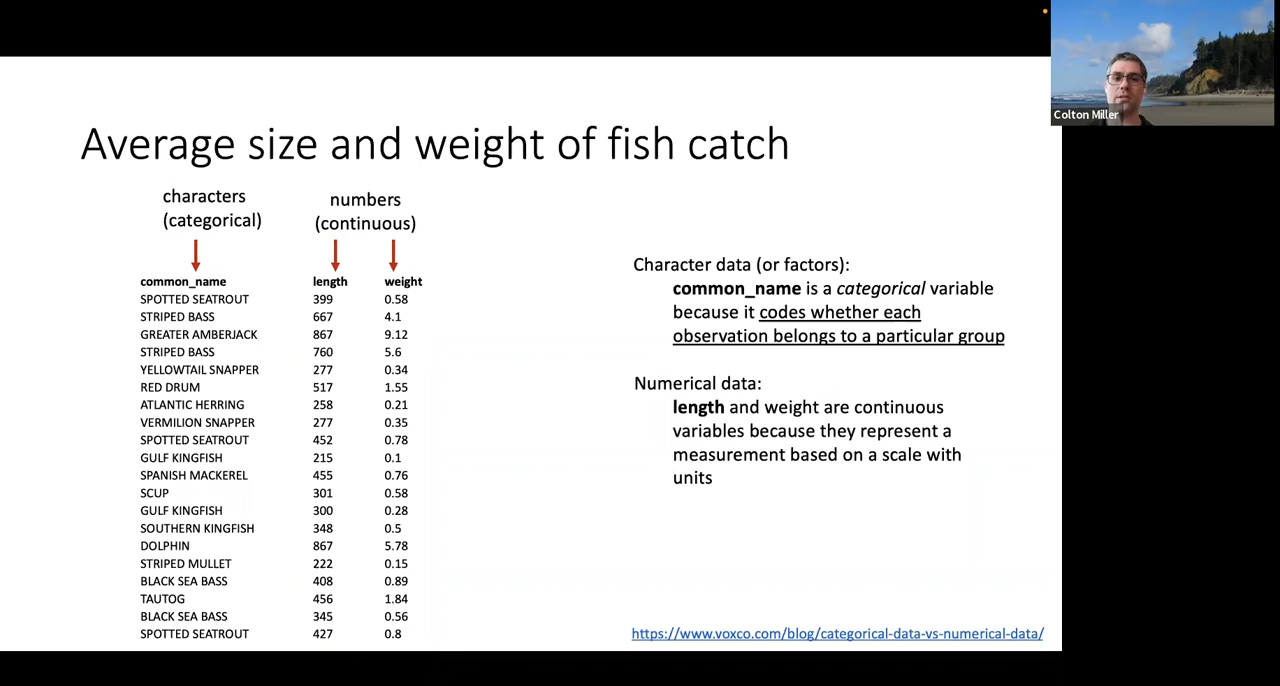 Colton Miller
Average size and weight of fish catch
characters
(categorical)
numbers
(continuous)
common_name length weight
SPOTTED SEATROUT 399 0.58
STRIPED BASS 667 4.1
GREATER AMBERJACK 867 9.12
STRIPED BASS 760 5.6
YELLOWTAIL SNAPPER 277 0.34
RED DRUM 517 1.55
ATLANTIC HERRING 258 0.21
VERMILION SNAPPER 277 0.35
SPOTTED SEATROUT 452 0.78
GULF KINGFISH 215 0.1
SPANISH MACKEREL 455 0.76
SCUP 301 0.58
GULF KINGFISH 300 0.28
SOUTHERN KINGFISH 348 0.5
DOLPHIN 867 5.78
STRIPED MULLET 222 0.15
BLACK SEA BASS 408 0.89
TAUTOG 456 1.84
BLACK SEA BASS 345 0.56
SPOTTED SEATROUT 427 0.8
Character data (or factors):
common_name is a categorical variable
because it codes whether each
observation belongs to a particular group
Numerical data:
length and weight are continuous
variables because they represent a
measurement based on a scale with
units
https://www.voxco.com/blog/categorical-data-vs-numerical-data/